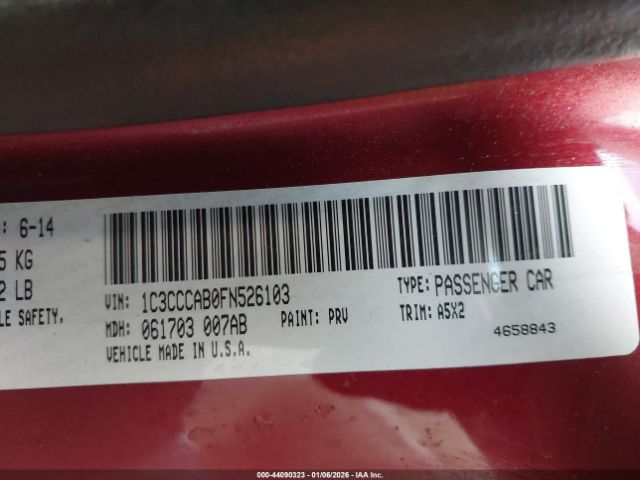 : 6-14
5 KG
2 LB
LE SAFETY,
VIN: 1C3CCCAB0FN526103 TYPE: PASSENGER CAR
MDH: 061703 007AB PAINT: PRV TRIM: A5X2
VEHICLE MADE IN U.S.A. 4658843
000-44090323 - 01/06/2026 - IAA Inc.